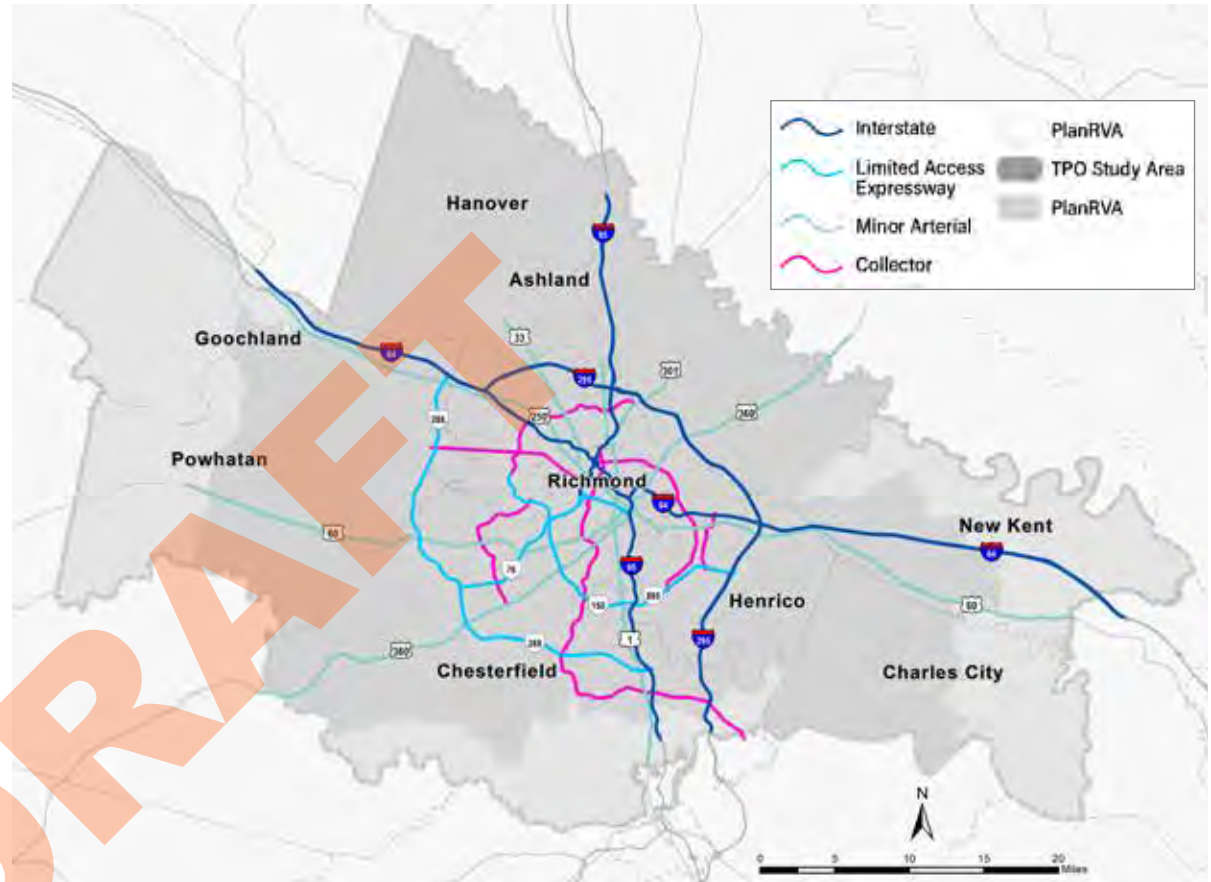 Interstate
Limited Access
Expressway
Minor Arterial
Collector
PlanRVA
TPO Study Area
PlanRVA
Hanover
95
Ashland
Goochland
64
33
295
301
360
288
250
Powhatan
Richmond
64
60
New Kent
64
76
95
150
895
Henrico
60
1
295
360
288
Chesterfield
Charles City
DRAFT
N
0 5 10 15 20
Miles